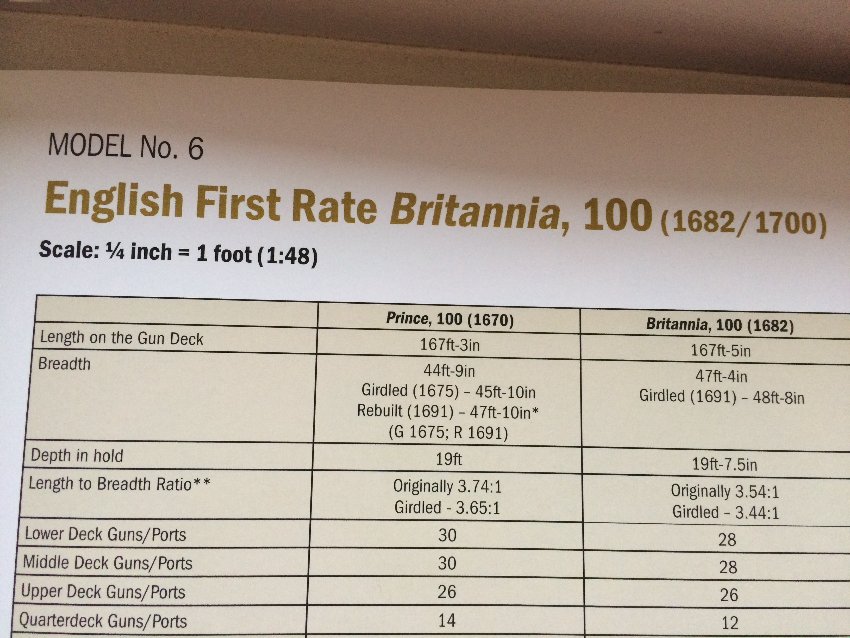 MODEL No. 6
English First Rate Britannia, 100 (1682/1700)
Scale: ¼ inch = 1 foot (1:48)
Prince, 100 (1670) Britannia, 100 (1682)
Length on the Gun Deck 167ft-3in 167ft-5in
Breadth 44ft-9in 47ft-4in
Girdled (1675) – 45ft-10in Girdled (1691) – 48ft-8in
Rebuilt (1691) – 47ft-10in*
(G 1675; R 1691)
Depth in hold 19ft 19ft-7.5in
Length to Breadth Ratio** Originally 3.74:1 Originally 3.54:1
Girdled - 3.65:1 Girdled - 3.44:1
Lower Deck Guns/Ports 30 28
Middle Deck Guns/Ports 30 28
Upper Deck Guns/Ports 26 26
Quarterdeck Guns/Ports 14 12